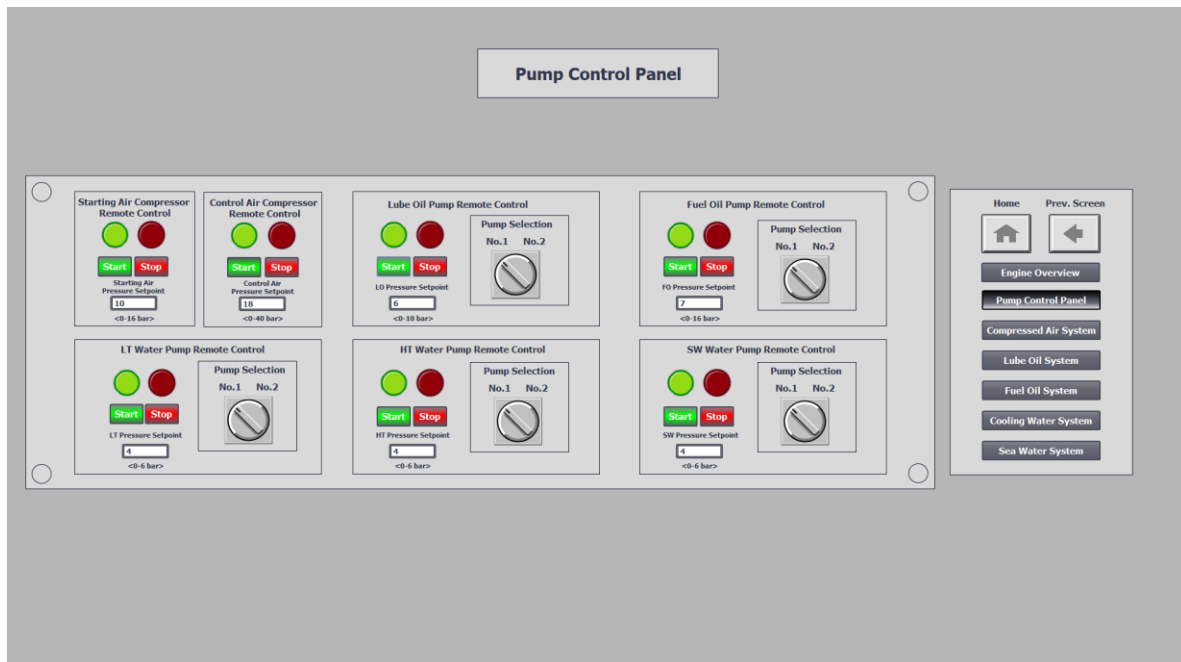 Pump Control Panel
Starting Air Compressor
Remote Control
Start Stop
Starting Air
Pressure Setpoint
10
<0-16 bar>
Control Air Compressor
Remote Control
Start Stop
Control Air
Pressure Setpoint
18
<0-40 bar>
Lube Oil Pump Remote Control
Start Stop
LO Pressure Setpoint
6
<0-10 bar>
Pump Selection
No.1 No.2
Fuel Oil Pump Remote Control
Start Stop
FO Pressure Setpoint
7
<0-16 bar>
Pump Selection
No.1 No.2
LT Water Pump Remote Control
Start Stop
LT Pressure Setpoint
4
<0-6 bar>
Pump Selection
No.1 No.2
HT Water Pump Remote Control
Start Stop
HT Pressure Setpoint
4
<0-6 bar>
Pump Selection
No.1 No.2
SW Water Pump Remote Control
Start Stop
SW Pressure Setpoint
4
<0-6 bar>
Pump Selection
No.1 No.2
Home Prev. Screen
Engine Overview
Pump Control Panel
Compressed Air System
Lube Oil System
Fuel Oil System
Cooling Water System
Sea Water System